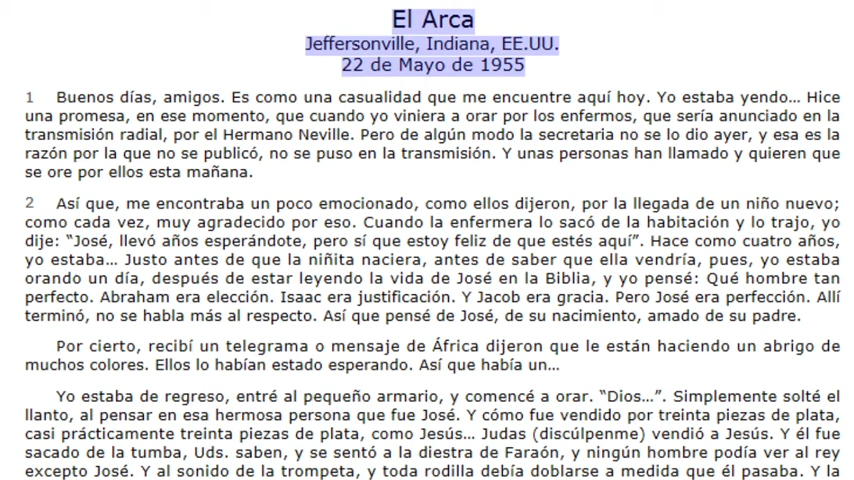 El Arca
Jeffersonville, Indiana, EE.UU.
22 de Mayo de 1955
1 Buenos días, amigos. Es como una casualidad que me encuentre aquí hoy. Yo estaba yendo… Hice
una promesa, en ese momento, que cuando yo viniera a orar por los enfermos, que sería anunciado en la
transmisión radial, por el Hermano Neville. Pero de algún modo la secretaria no se lo dio ayer, y esa es la
razón por la que no se publicó, no se puso en la transmisión. Y unas personas han llamado y quieren que
se ore por ellos esta mañana.
2 Así que, me encontraba un poco emocionado, como ellos dijeron, por la llegada de un niño nuevo;
como cada vez, muy agradecido por eso. Cuando la enfermera lo sacó de la habitación y lo trajo, yo
dije: “José, llevó años esperándote, pero sí que estoy feliz de que estés aquí”. Hace como cuatro años,
yo estaba… Justo antes de que la niñita naciera, antes de saber que ella vendría, pues, yo estaba
orando un día, después de estar leyendo la vida de José en la Biblia, y yo pensé: Qué hombre tan
perfecto. Abraham era elección. Isaac era justificación. Y Jacob era gracia. Pero José era perfección. Allí
terminó, no se habla más al respecto. Así que pensé de José, de su nacimiento, amado de su padre.
Por cierto, recibí un telegrama o mensaje de África dijeron que le están haciendo un abrigo de
muchos colores. Ellos lo habían estado esperando. Así que había un…
Yo estaba de regreso, entré al pequeño armario, y comencé a orar. “Dios…”. Simplemente solté el
llanto, al pensar en esa hermosa persona que fue José. Y cómo fue vendido por treinta piezas de plata,
casi prácticamente treinta piezas de plata, como Jesús… Judas (discúlpenme) vendió a Jesús. Y él fue
sacado de la tumba, Uds. saben, y se sentó a la diestra de Faraón, y ningún hombre podía ver al rey
excepto José. Y al sonido de la trompeta, y toda rodilla debía doblarse a medida que él pasaba. Y la